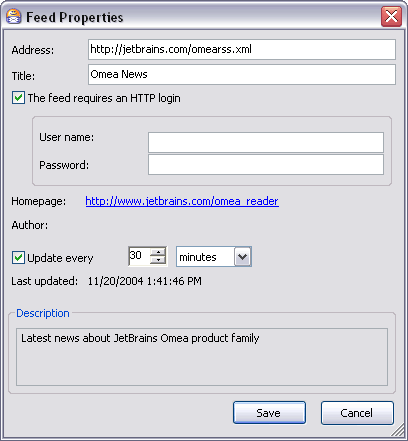 Feed Properties
Address: http://jetbrains.com/omearss.xml
Title: Omea News
The feed requires an HTTP login
User name:
Password:
Homepage: http://www.jetbrains.com/omea_reader
Author:
Update every 30 minutes
Last updated: 11/20/2004 1:41:46 PM
Description
Latest news about JetBrains Omea product family
Save Cancel